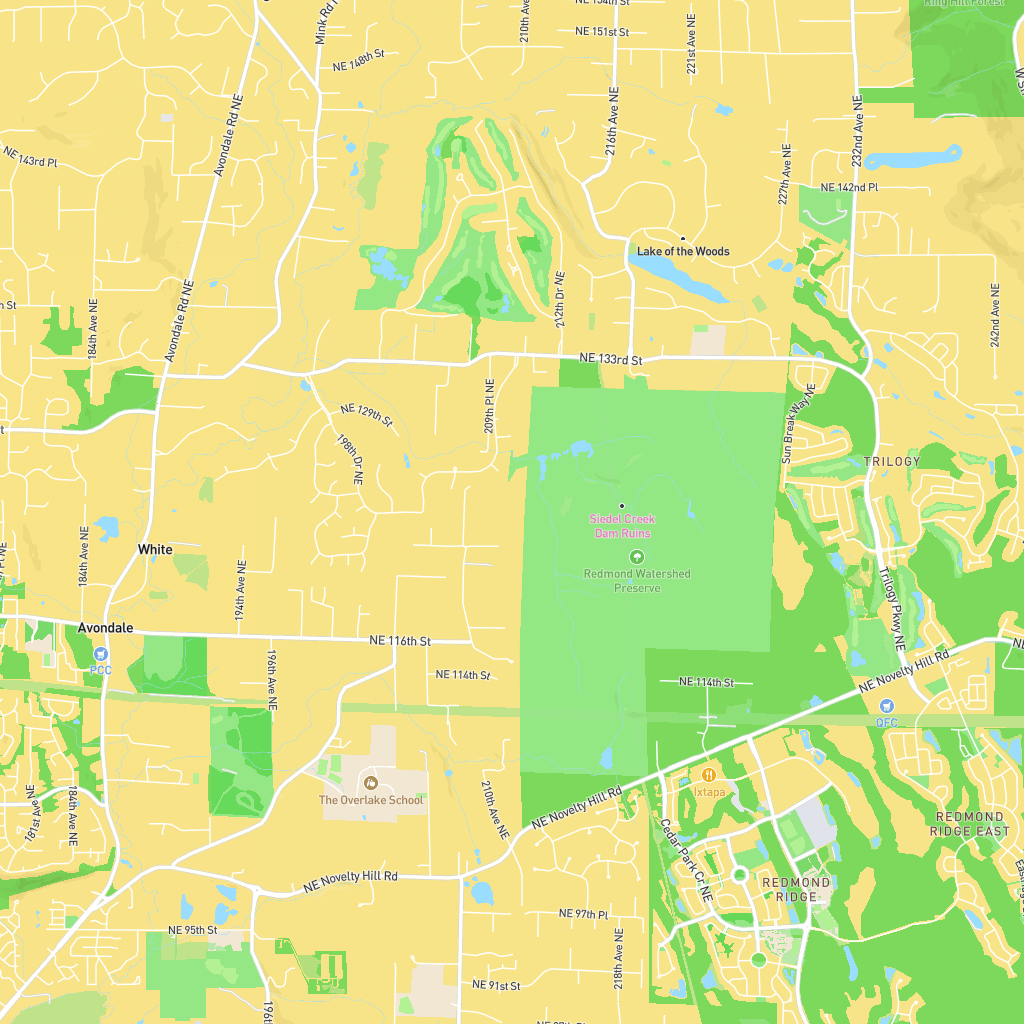 NE 154th St
Ring Hill Forest
Mink Rd
210th Ave NE
NE 151st St
221st Ave NE
NE 148th St
Avondale Rd NE
216th Ave NE
232nd Ave NE
NE 143rd Pl
227th Ave NE
NE 142nd Pl
Lake of the Woods
212th Dr NE
184th Ave NE
Avondale Rd NE
242nd Ave NE
NE 133rd St
209th Pl NE
NE 129th St
198th Dr NE
Sun Break Way NE
TRILOGY
Siedel Creek
Dam Ruins
White
184th Ave NE
194th Ave NE
Redmond Watershed
Preserve
Trilogy Pkwy NE
Avondale
NE 116th St
PCC
196th Ave NE
NE 114th St
NE 114th St
NE Novelty Hill Rd
QFC
The Overlake School
210th Ave NE
Ixtapa
181st Ave NE
184th Ave NE
NE Novelty Hill Rd
Cedar Park Cr NE
REDMOND
RIDGE EAST
NE Novelty Hill Rd
REDMOND
RIDGE
NE 97th Pl
NE 95th St
218th Ave NE
NE 91st St
196th